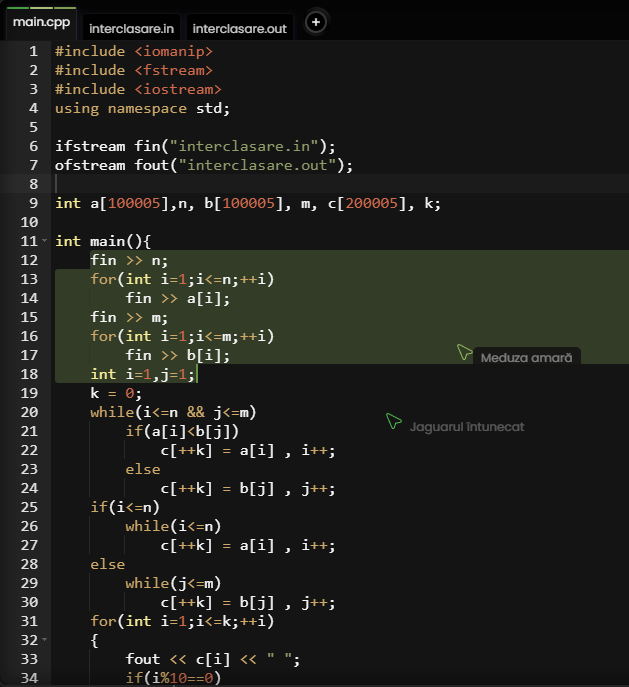 main.cpp interclasare.in interclasare.out +
1 #include <iomanip>
2 #include <fstream>
3 #include <iostream>
4 using namespace std;
5
6 ifstream fin("interclasare.in");
7 ofstream fout("interclasare.out");
8
9 int a[100005],n, b[100005], m, c[200005], k;
10
11 int main(){
12     fin >> n;
13     for(int i=1;i<=n;++i)
14         fin >> a[i];
15     fin >> m;
16     for(int i=1;i<=m;++i)
17         fin >> b[i];
Meduza amară
18     int i=1,j=1;
19     k = 0;
20     while(i<=n && j<=m)
Jaguarul întunecat
21         if(a[i]<b[j])
22             c[++k] = a[i] , i++;
23         else
24             c[++k] = b[j] , j++;
25     if(i<=n)
26         while(i<=n)
27             c[++k] = a[i] , i++;
28     else
29         while(j<=m)
30             c[++k] = b[j] , j++;
31     for(int i=1;i<=k;++i)
32     {
33         fout << c[i] << " ";
34         if(i%10==0)